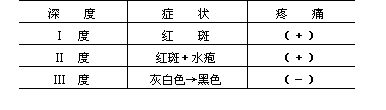 深 度 症 状 疼 痛
Ⅰ 度 红 斑 (+)
Ⅱ 度 红斑+水疱 (+)
Ⅲ 度 灰白色→黑色 (-)